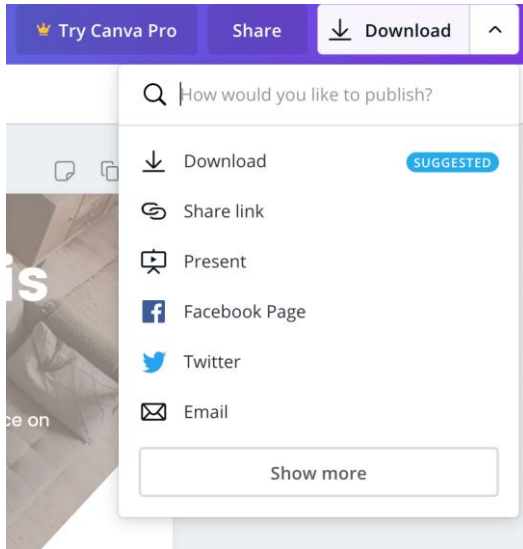 Try Canva Pro
Share
Download
How would you like to publish?
Download
SUGGESTED
Share link
Present
is
Facebook Page
Twitter
Email
ce on
Show more